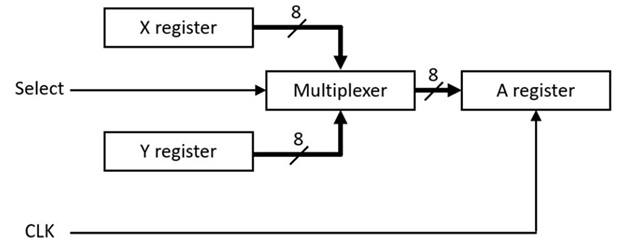 8
X register
8
Select
Multiplexer
A register
8
Y register
CLK